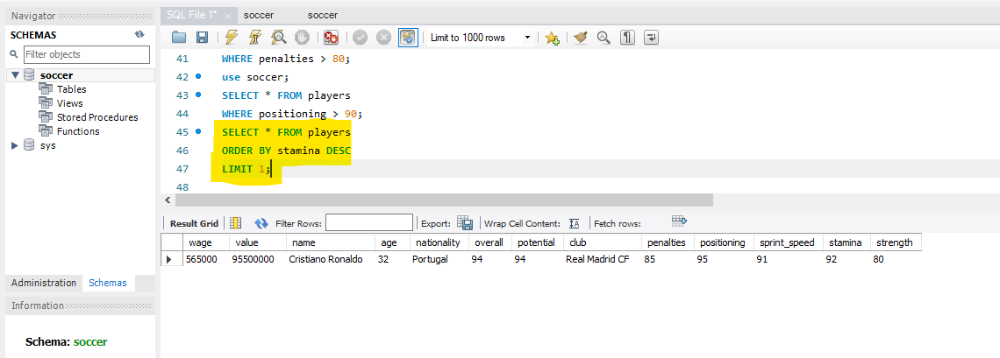 Navigator
SQL File 1* × soccer soccer
SCHEMAS
Filter objects
soccer
Tables
Views
Stored Procedures
Functions
sys
Limit to 1000 rows
41 WHERE penalties > 80;
42 use soccer;
43 SELECT * FROM players
44 WHERE positioning > 90;
45 SELECT * FROM players
46 ORDER BY stamina DESC
47 LIMIT 1;
48
Result Grid Filter Rows: Export: Wrap Cell Content: Fetch rows:
wage value name age nationality overall potential club penalties positioning sprint_speed stamina strength
565000 95500000 Cristiano Ronaldo 32 Portugal 94 94 Real Madrid CF 85 95 91 92 80
Administration Schemas
Information
Schema: soccer